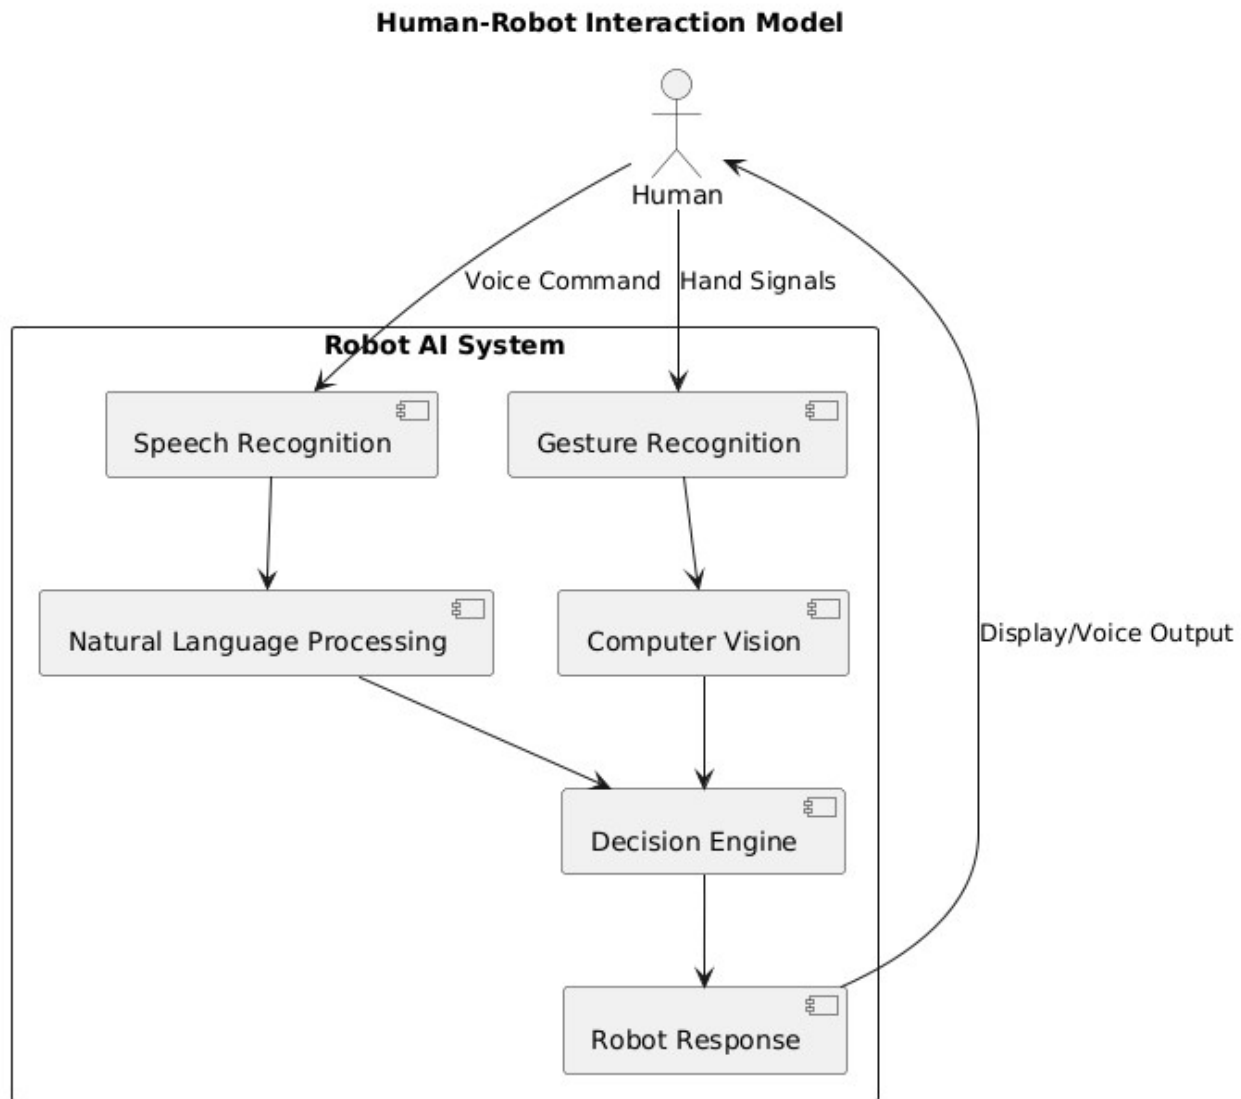 Human-Robot Interaction Model
Human
Voice Command
Hand Signals
Robot AI System
Speech Recognition
Gesture Recognition
Natural Language Processing
Computer Vision
Display/Voice Output
Decision Engine
Robot Response